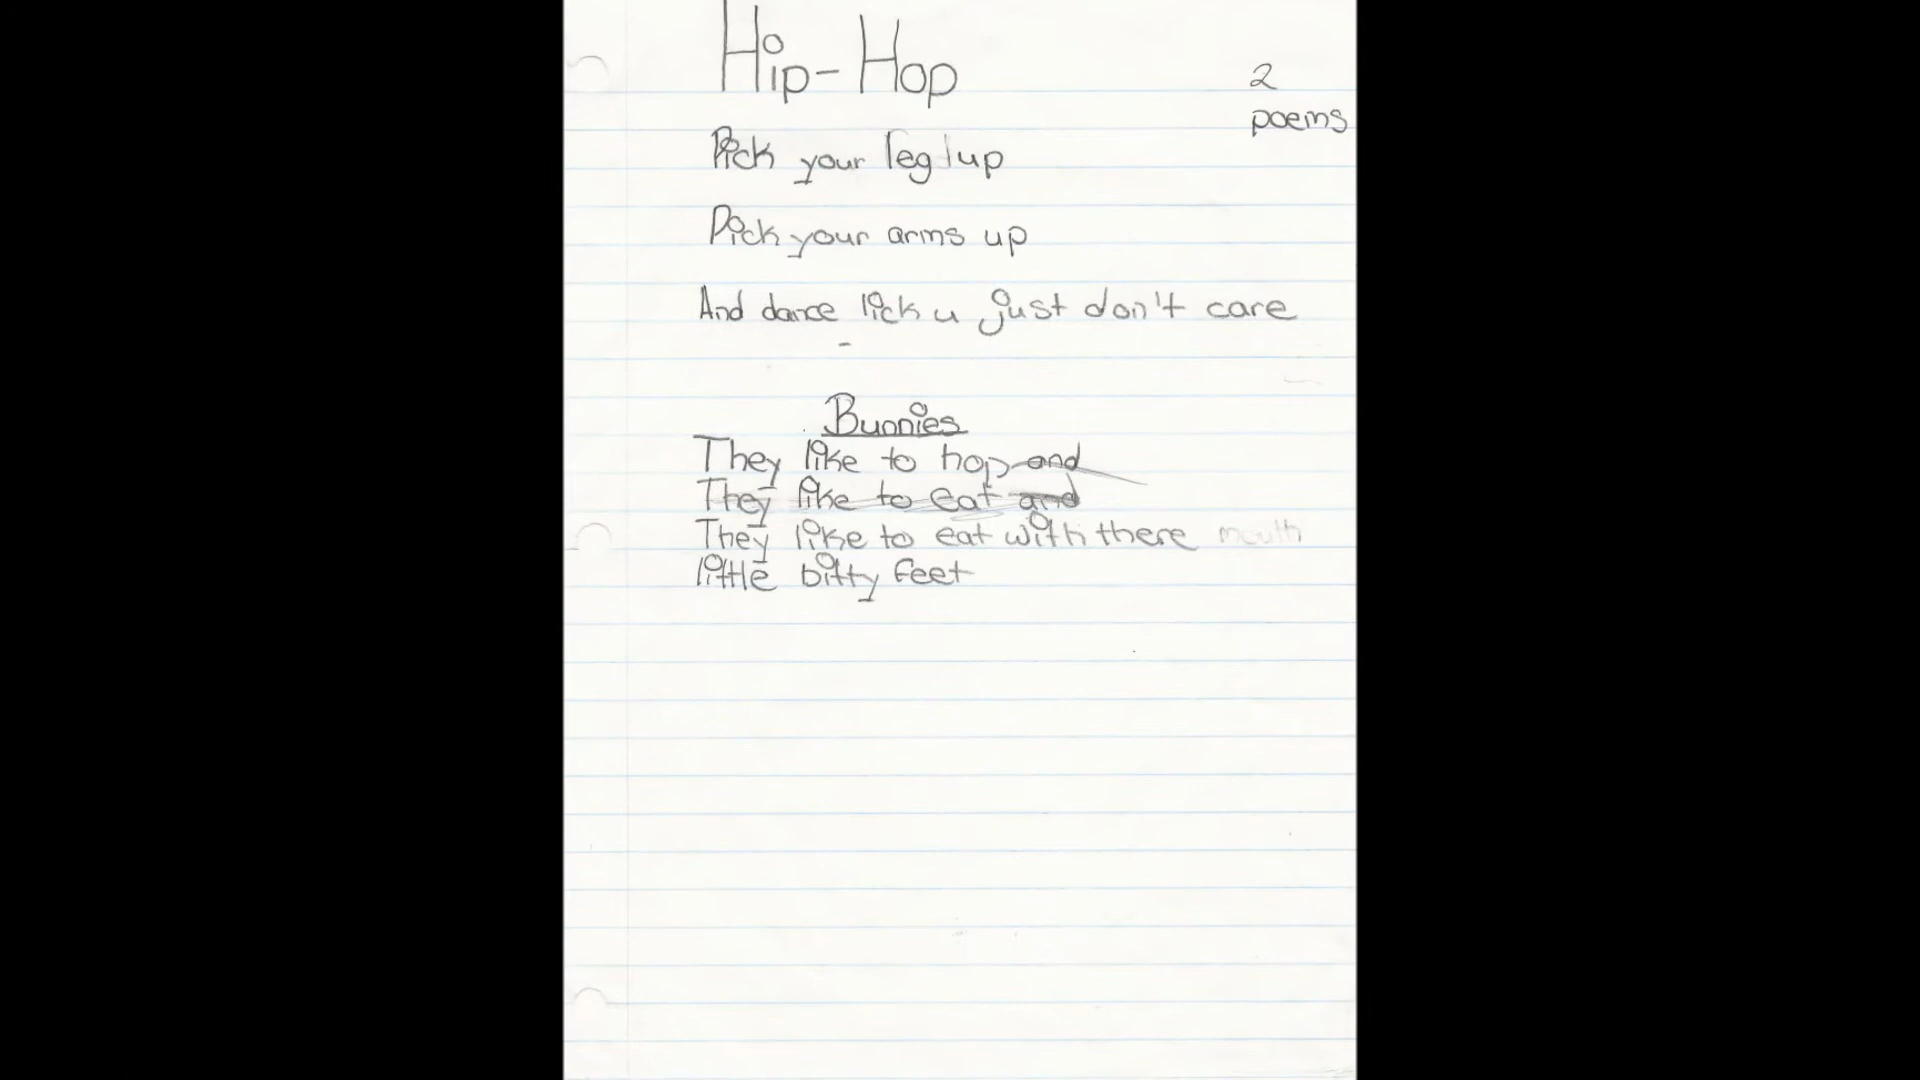 Hip-Hop
2
poems
Pick your leg up
Pick your arms up
And dance lick u just don't care
Bunnies
They like to hop and
They like to eat and
They like to eat with there mouth
little bitty feet